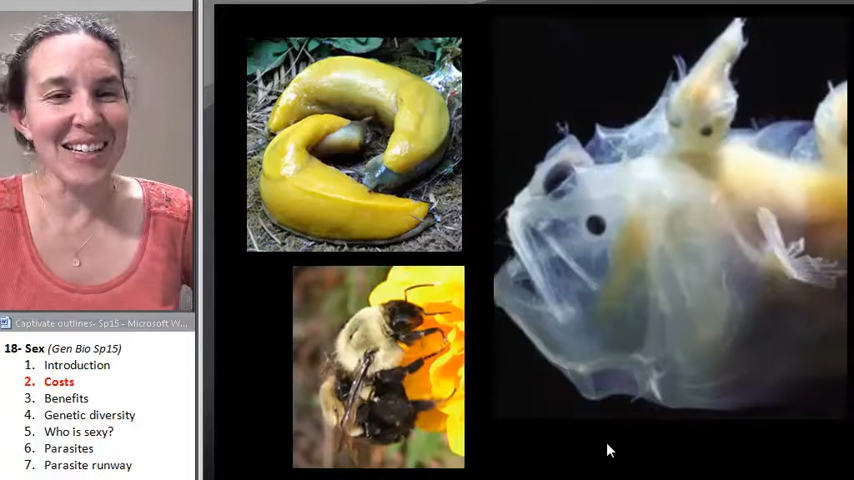 Captivate outlines- Sp15 - Microsoft W...
18- Sex (Gen Bio Sp15)
1. Introduction
2. Costs
3. Benefits
4. Genetic diversity
5. Who is sexy?
6. Parasites
7. Parasite runway